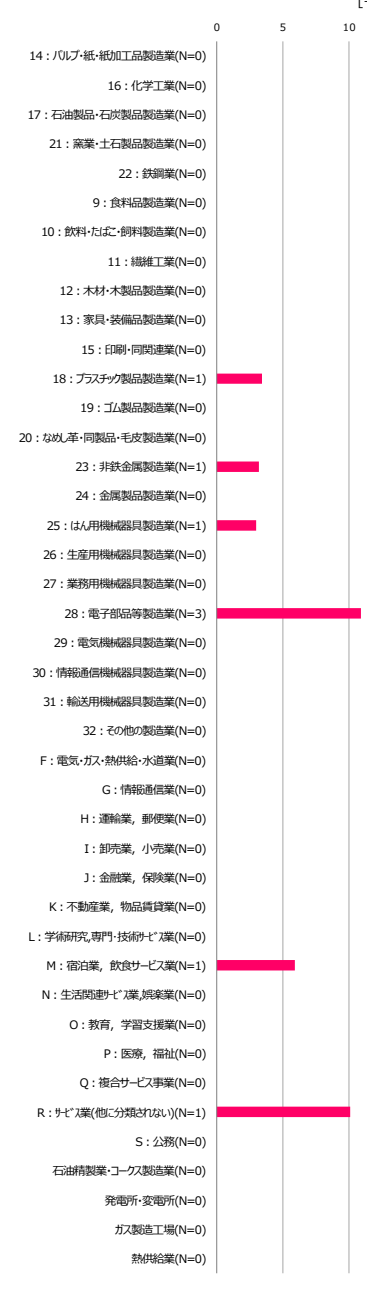 0 5 10
14：パルプ・紙・紙加工品製造業(N=0)
16：化学工業(N=0)
17：石油製品・石炭製品製造業(N=0)
21：窯業・土石製品製造業(N=0)
22：鉄鋼業(N=0)
9：食料品製造業(N=0)
10：飲料・たばこ・飼料製造業(N=0)
11：繊維工業(N=0)
12：木材・木製品製造業(N=0)
13：家具・装備品製造業(N=0)
15：印刷・同関連業(N=0)
18：プラスチック製品製造業(N=1)
19：ゴム製品製造業(N=0)
20：なめし革・同製品・毛皮製造業(N=0)
23：非鉄金属製造業(N=1)
24：金属製品製造業(N=0)
25：はん用機械器具製造業(N=1)
26：生産用機械器具製造業(N=0)
27：業務用機械器具製造業(N=0)
28：電子部品等製造業(N=3)
29：電気機械器具製造業(N=0)
30：情報通信機械器具製造業(N=0)
31：輸送用機械器具製造業(N=0)
32：その他の製造業(N=0)
F：電気・ガス・熱供給・水道業(N=0)
G：情報通信業(N=0)
H：運輸業，郵便業(N=0)
I：卸売業，小売業(N=0)
J：金融業，保険業(N=0)
K：不動産業，物品賃貸業(N=0)
L：学術研究,専門・技術ｻｰﾋﾞｽ業(N=0)
M：宿泊業，飲食サービス業(N=1)
N：生活関連ｻｰﾋﾞｽ業,娯楽業(N=0)
O：教育，学習支援業(N=0)
P：医療，福祉(N=0)
Q：複合サービス事業(N=0)
R：ｻｰﾋﾞｽ業(他に分類されない)(N=1)
S：公務(N=0)
石油精製業・コークス製造業(N=0)
発電所・変電所(N=0)
ガス製造工場(N=0)
熱供給業(N=0)